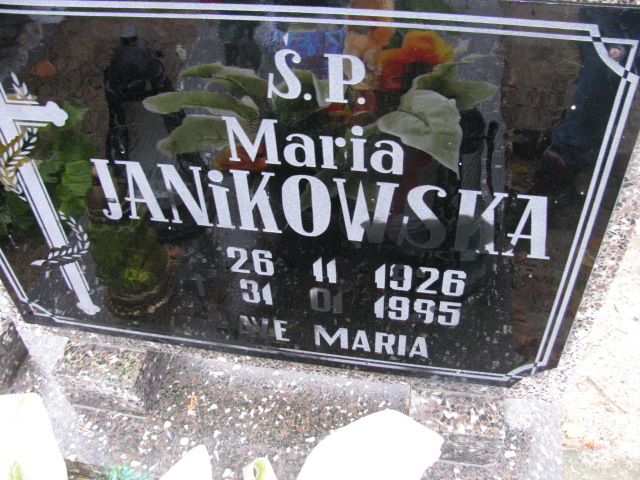 Ś.P.
Maria
JANiKOWSKA
26 11 1926
31 01 1995
AVE MARIA